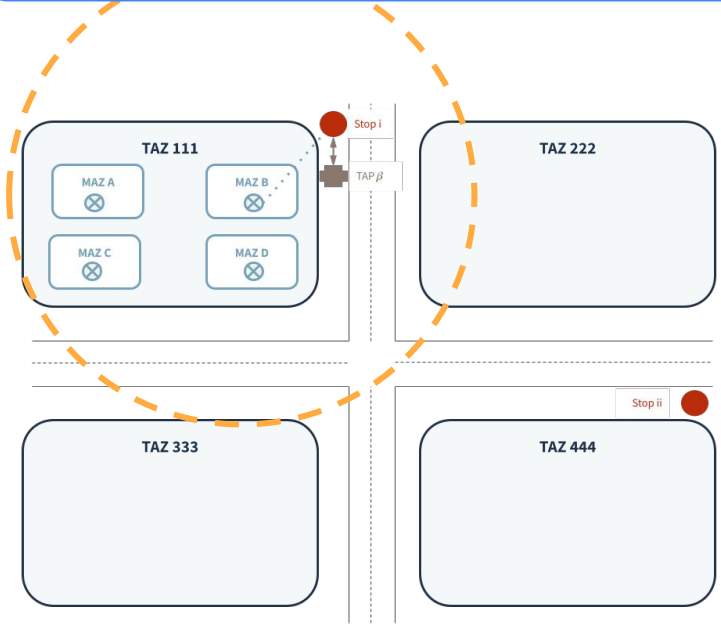 Stop i
TAZ 111
TAZ 222
MAZ A
MAZ B
TAP β
MAZ C
MAZ D
Stop ii
TAZ 333
TAZ 444